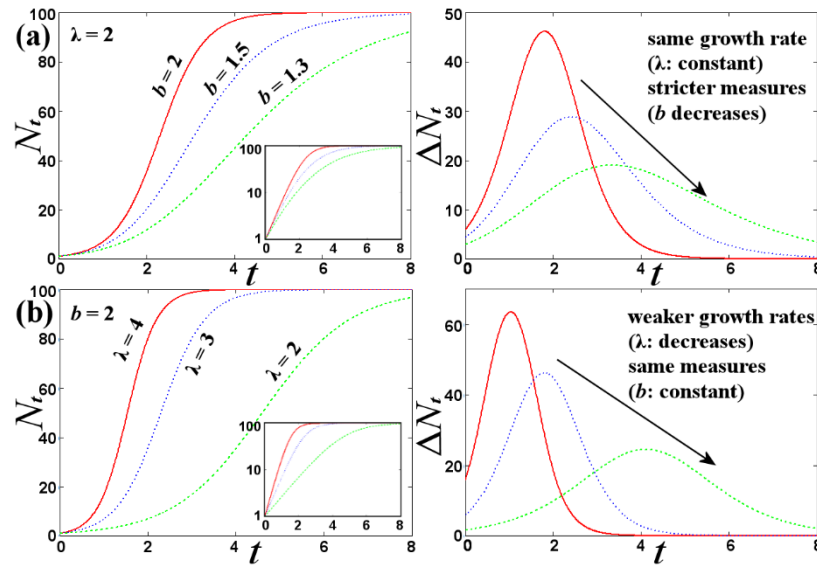 (a)
λ = 2
b = 2
b = 1.5
b = 1.3
N_t
100
80
60
40
20
0
0 2 4 6 8
t
100
10
1
0 2 4 6 8
same growth rate
(λ: constant)
stricter measures
(b decreases)
ΔN_t
50
40
30
20
10
0
0 2 4 6 8
t
(b)
b = 2
λ = 4
λ = 3
λ = 2
N_t
100
80
60
40
20
0
0 2 4 6 8
t
100
10
1
0 2 4 6 8
weaker growth rates
(λ: decreases)
same measures
(b: constant)
ΔN_t
60
40
20
0
0 2 4 6 8
t